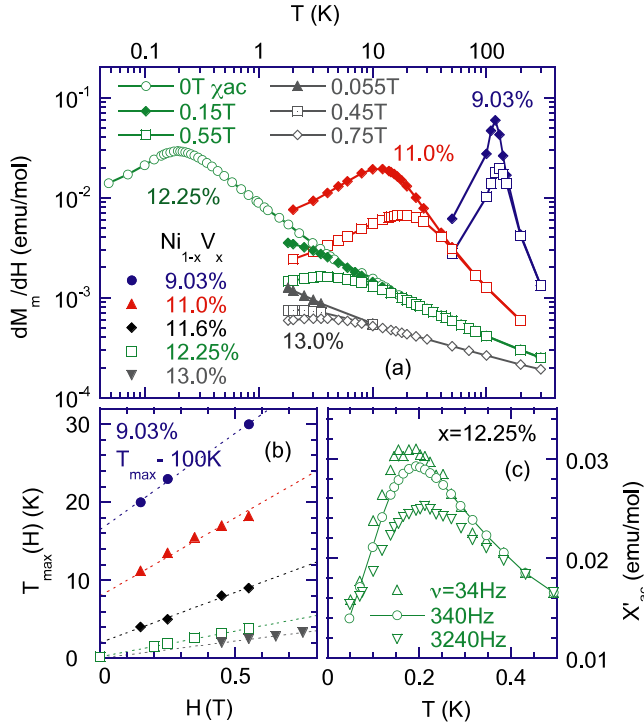 T (K)
0.1 1 10 100
10⁻¹
10⁻²
10⁻³
10⁻⁴
dMₘ/dH (emu/mol)
0T χac
0.15T
0.55T
0.055T
0.45T
0.75T
9.03%
11.0%
12.25%
Ni₁₋ₓVₓ
9.03%
11.0%
11.6%
12.25%
13.0%
13.0%
(a)
30
20
10
0
Tₘₐₓ(H) (K)
9.03%
Tₘₐₓ - 100K
(b)
0 0.5
H (T)
x=12.25%
(c)
ν=34Hz
340Hz
3240Hz
0 0.2 0.4
T (K)
0.03
0.02
0.01
(emu/mol)